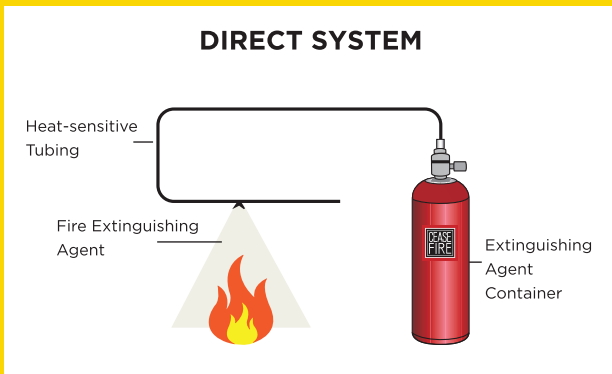 DIRECT SYSTEM
Heat-sensitive
Tubing
Fire Extinguishing
Agent
CEASE
FIRE
Extinguishing
Agent
Container